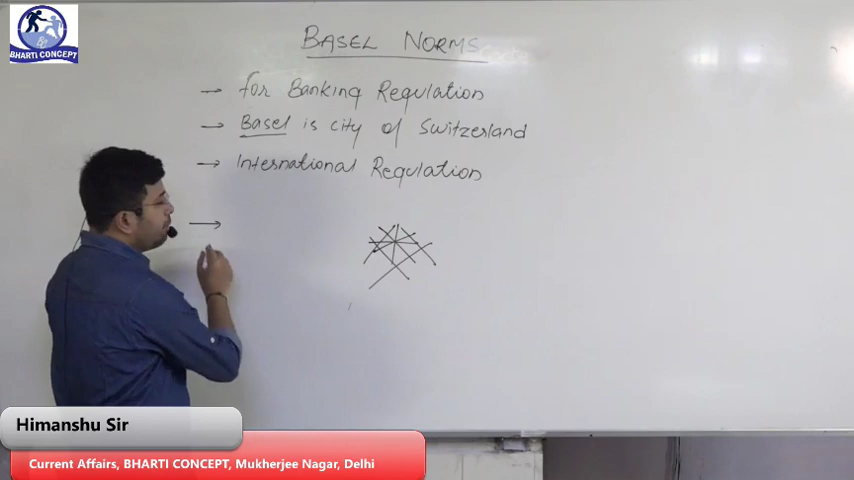 BHARTI CONCEPT
BASEL NORMS
→ for Banking Regulation
→ Basel is city of Switzerland
→ International Regulation
→
Himanshu Sir
Current Affairs, BHARTI CONCEPT, Mukherjee Nagar, Delhi